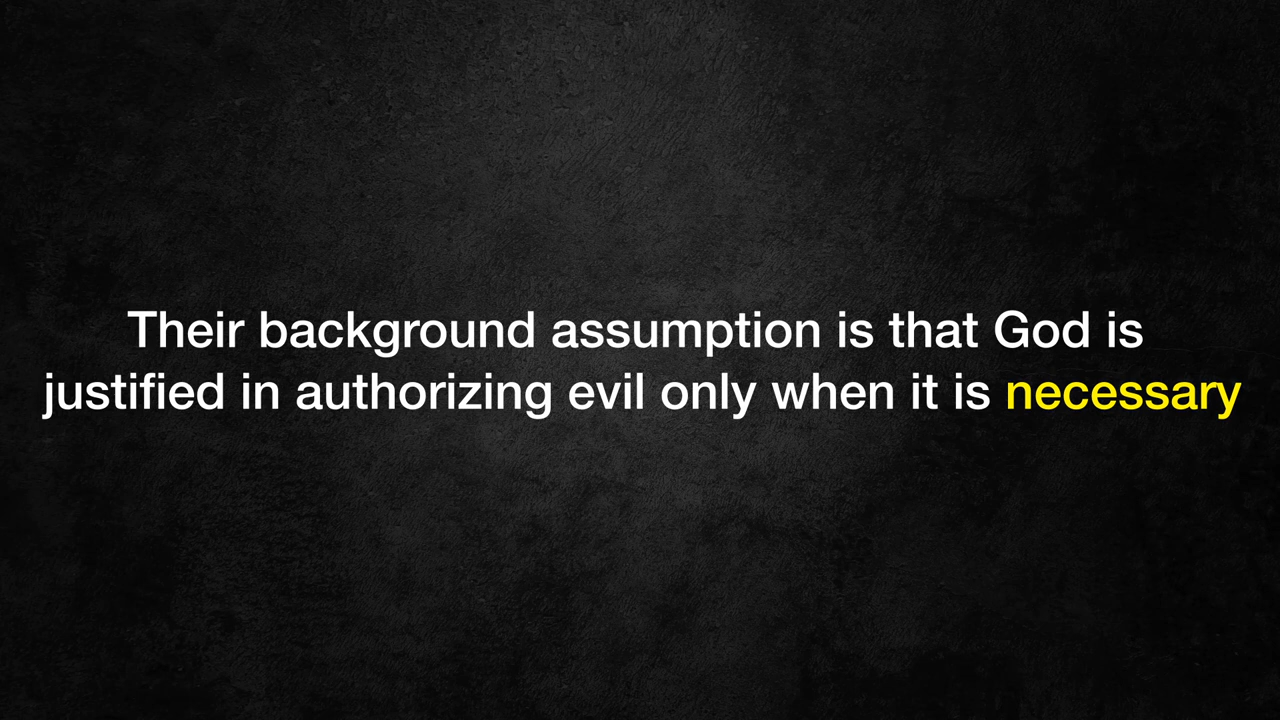 Their background assumption is that God is
justified in authorizing evil only when it is necessary